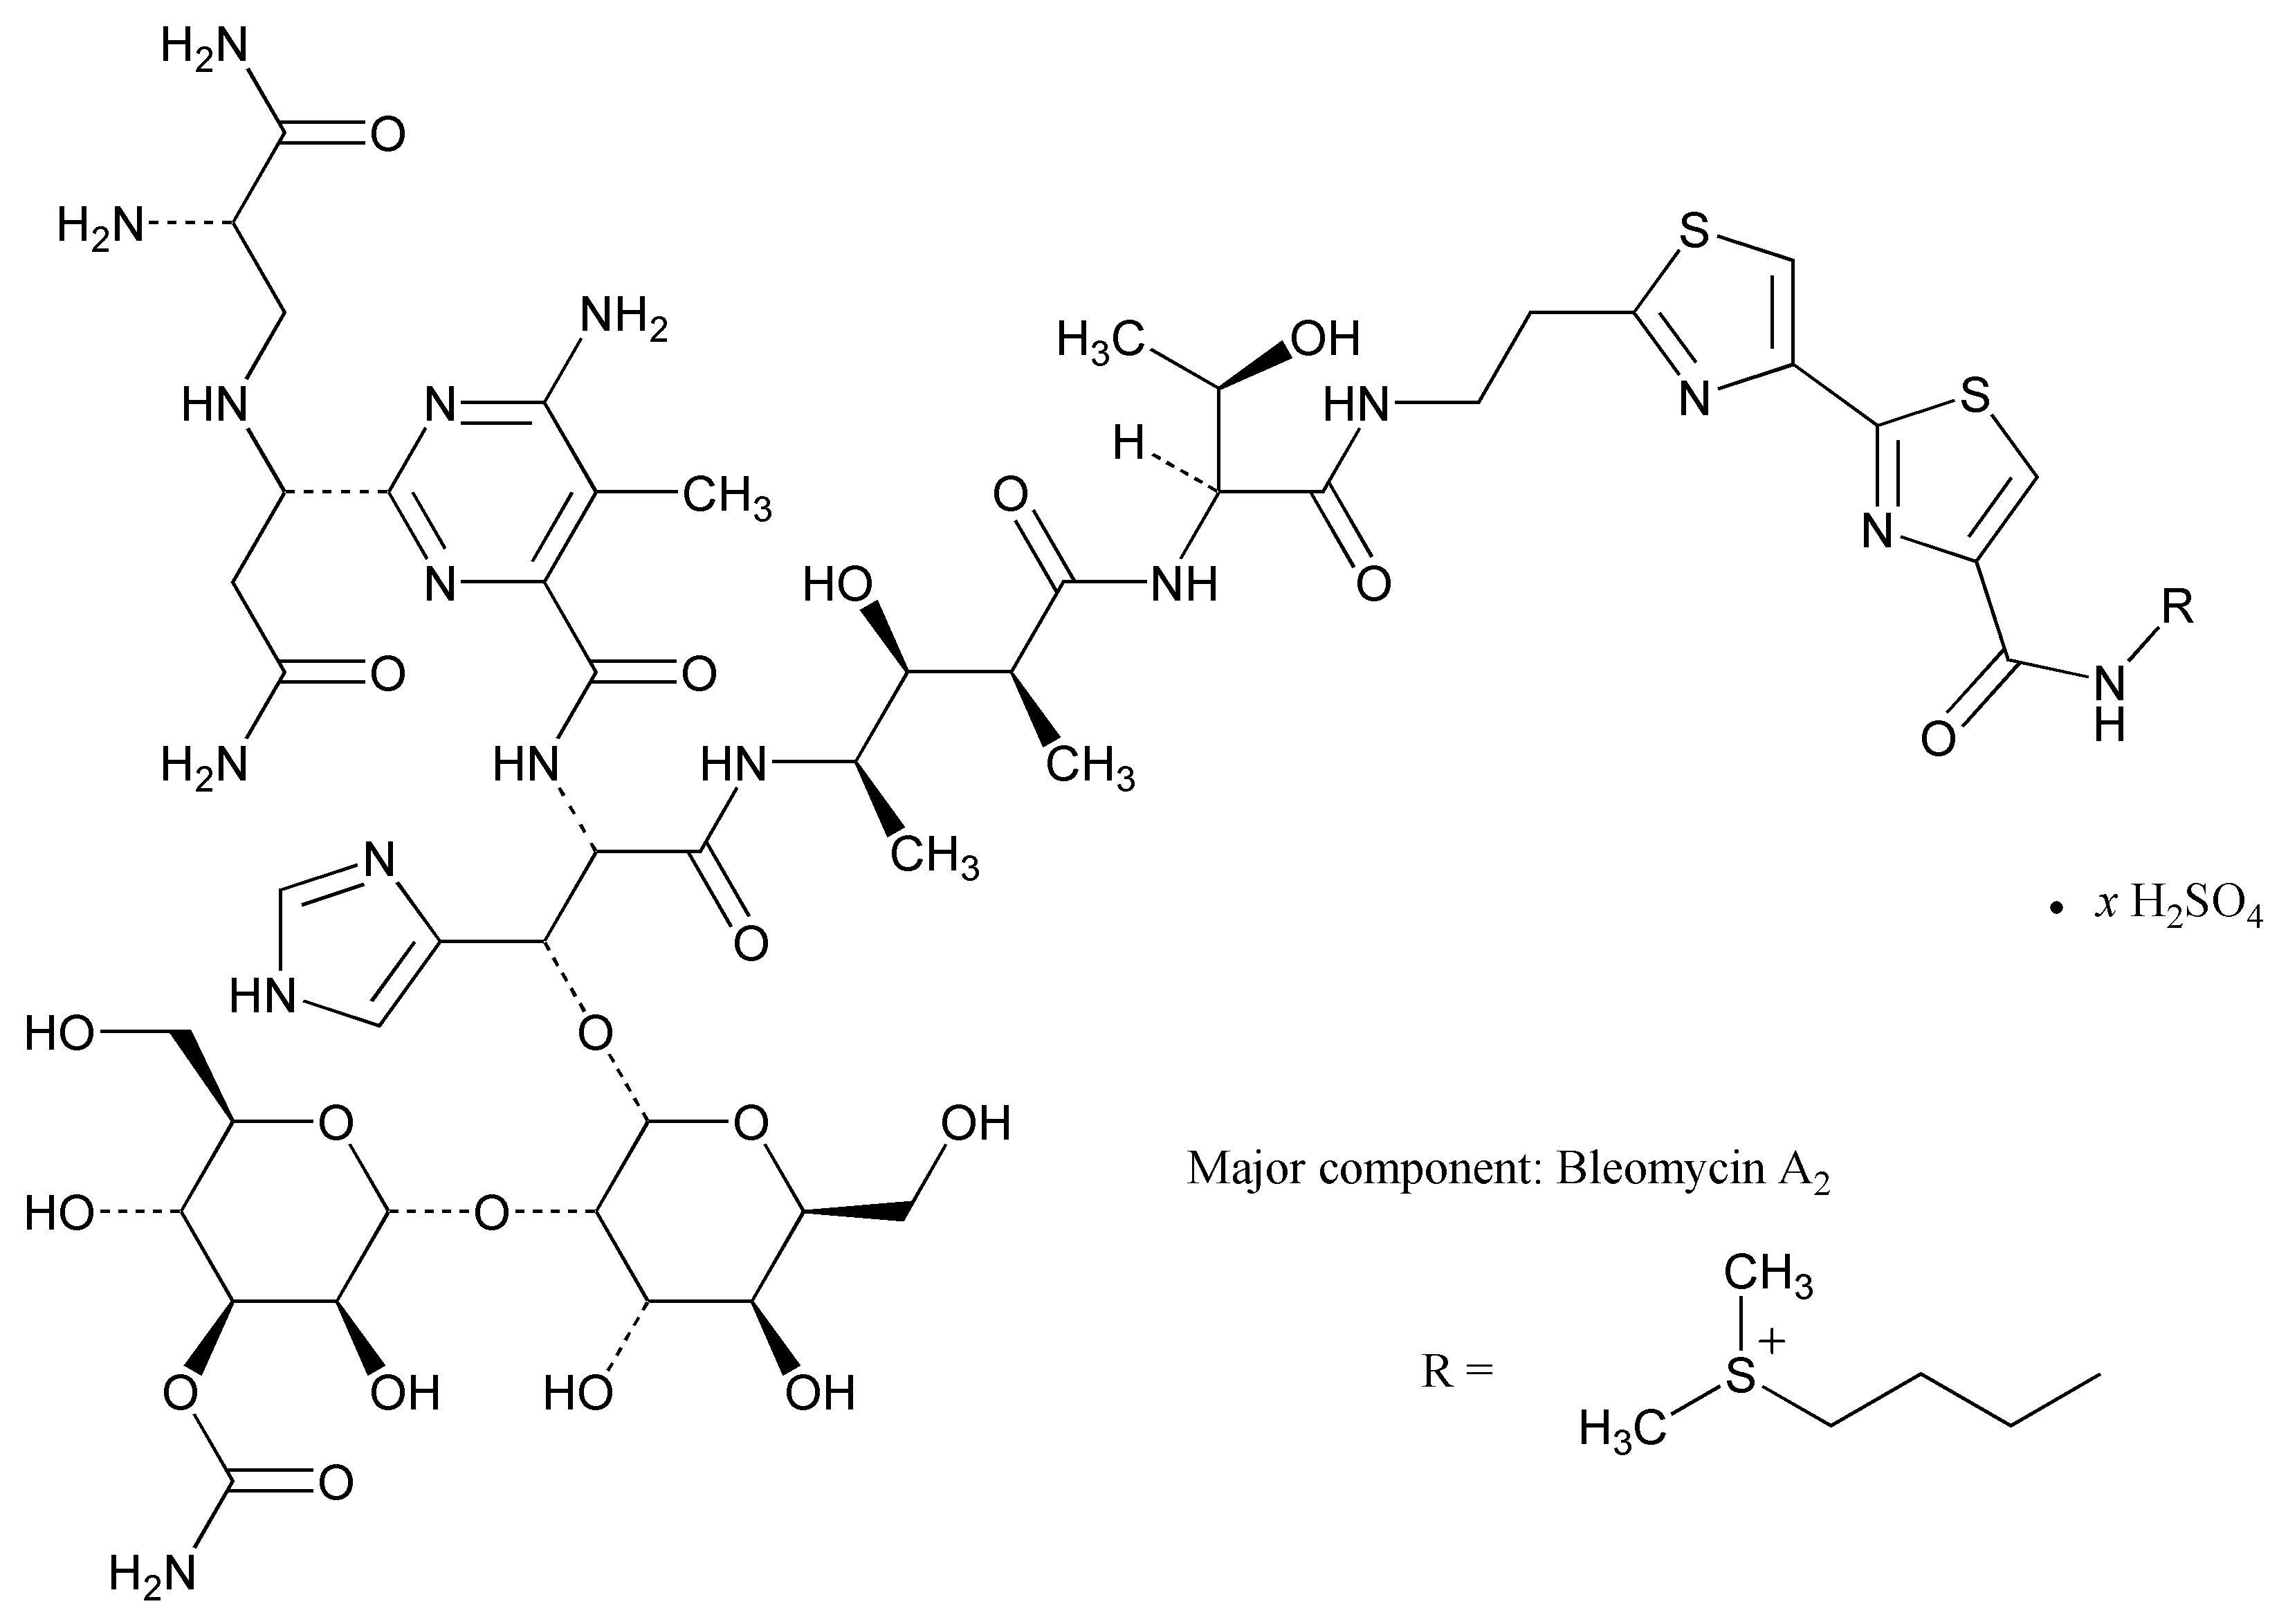 H₂N
O
H₂N
S
NH₂
H₃C
OH
S
HN
N
HN
N
H
CH₃
O
N
N
HO
NH
O
R
O
O
N
H
O
H₂N
HN
HN
CH₃
CH₃
N
O
• x H₂SO₄
HN
HO
O
O
O
OH
Major component: Bleomycin A₂
HO
O
CH₃
R =
S⁺
O
OH
HO
OH
H₃C
O
H₂N